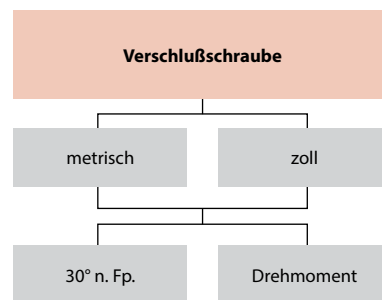 Verschlußschraube
metrisch
zoll
30° n. Fp.
Drehmoment